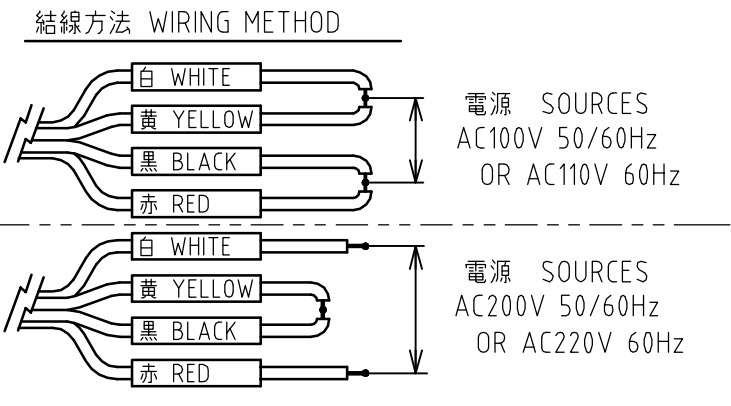 結線方法 WIRING METHOD
白 WHITE
黄 YELLOW
黒 BLACK
赤 RED
電源 SOURCES
AC100V 50/60Hz
OR AC110V 60Hz
白 WHITE
黄 YELLOW
黒 BLACK
赤 RED
電源 SOURCES
AC200V 50/60Hz
OR AC220V 60Hz